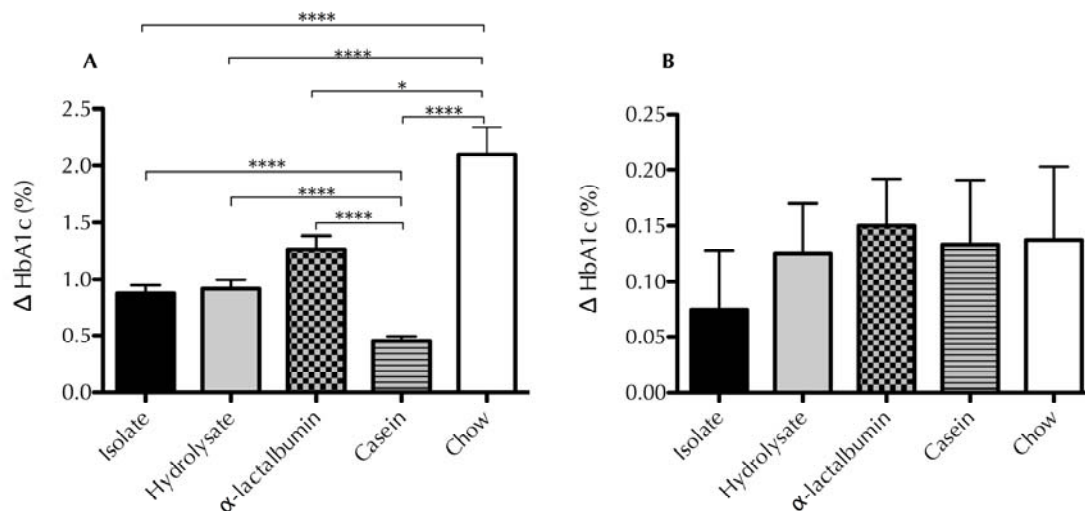 ****
A
****
*
****
****
****
****
Δ HbA1c (%)
2.5
2.0
1.5
1.0
0.5
0.0
Isolate
Hydrolysate
α-lactalbumin
Casein
Chow
B
Δ HbA1c (%)
0.25
0.20
0.15
0.10
0.05
0.00
Isolate
Hydrolysate
α-lactalbumin
Casein
Chow